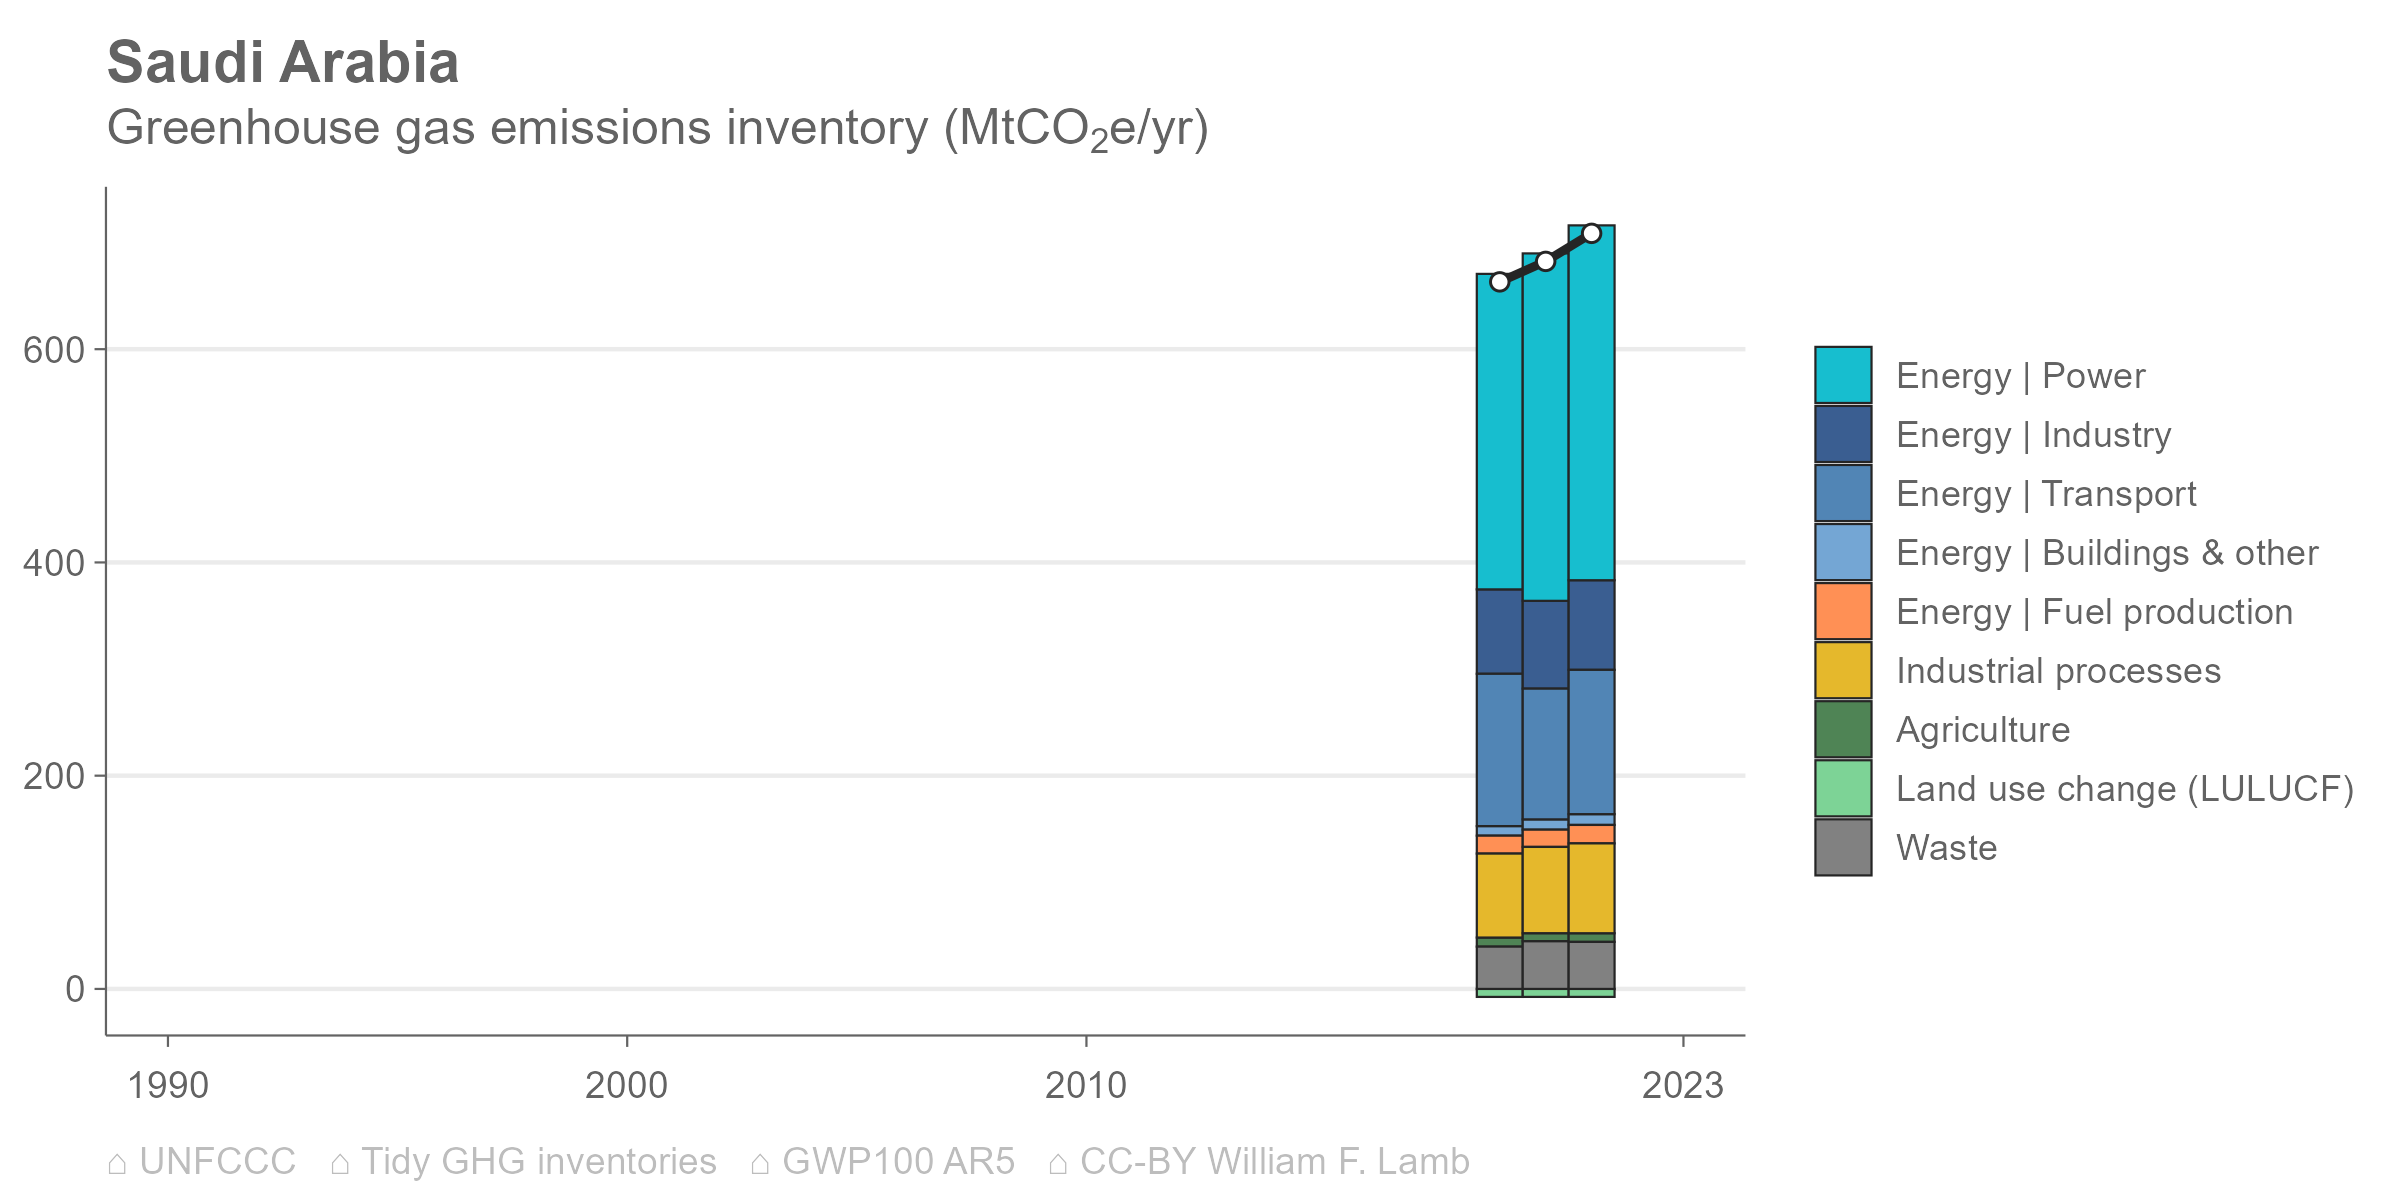 Saudi Arabia
Greenhouse gas emissions inventory (MtCO₂e/yr)
600
400
200
0
1990 2000 2010 2023
Energy | Power
Energy | Industry
Energy | Transport
Energy | Buildings & other
Energy | Fuel production
Industrial processes
Agriculture
Land use change (LULUCF)
Waste
⌂ UNFCCC ⌂ Tidy GHG inventories ⌂ GWP100 AR5 ⌂ CC-BY William F. Lamb